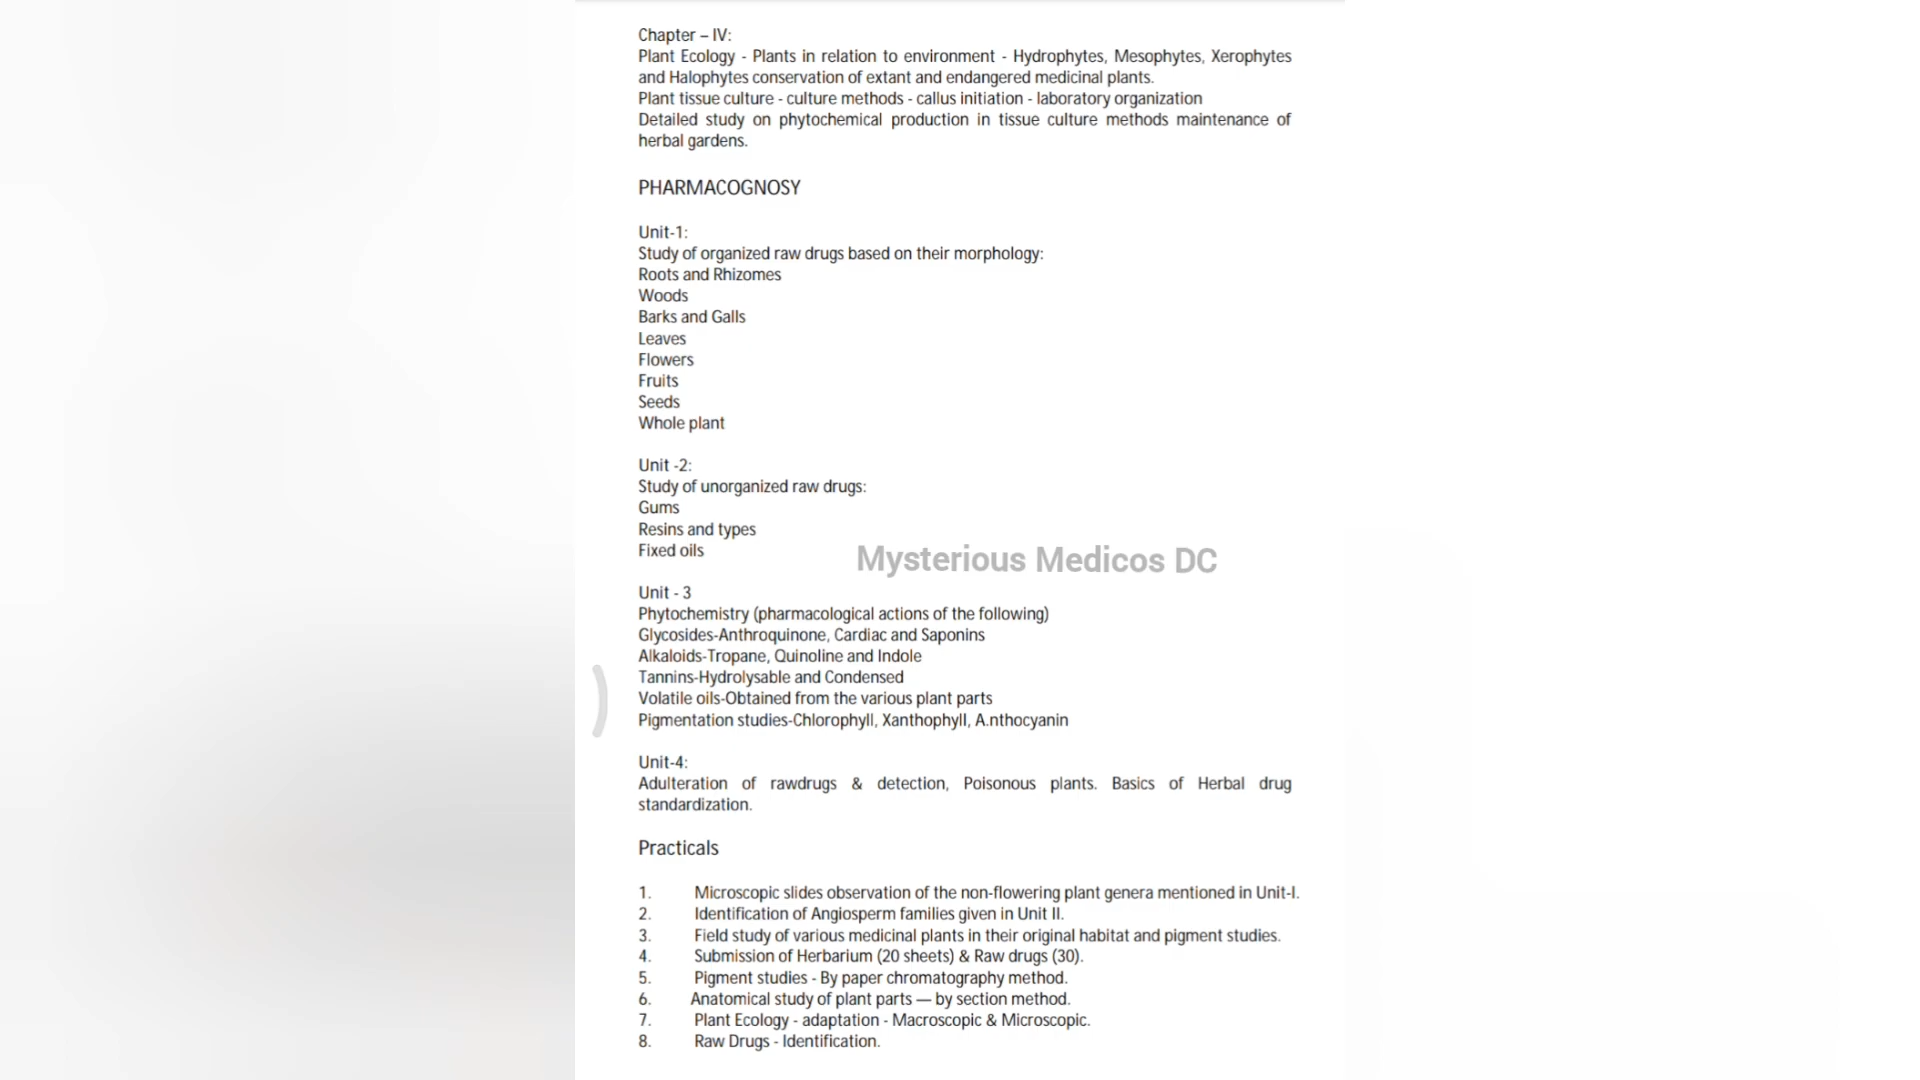 Chapter – IV:
Plant Ecology - Plants in relation to environment - Hydrophytes, Mesophytes, Xerophytes
and Halophytes conservation of extant and endangered medicinal plants.
Plant tissue culture - culture methods - callus initiation - laboratory organization
Detailed study on phytochemical production in tissue culture methods maintenance of
herbal gardens.
PHARMACOGNOSY
Unit-1:
Study of organized raw drugs based on their morphology:
Roots and Rhizomes
Woods
Barks and Galls
Leaves
Flowers
Fruits
Seeds
Whole plant
Unit -2:
Study of unorganized raw drugs:
Gums
Resins and types
Fixed oils
Mysterious Medicos DC
Unit - 3
Phytochemistry (pharmacological actions of the following)
Glycosides-Anthroquinone, Cardiac and Saponins
Alkaloids-Tropane, Quinoline and Indole
Tannins-Hydrolysable and Condensed
Volatile oils-Obtained from the various plant parts
Pigmentation studies-Chlorophyll, Xanthophyll, A.nthocyanin
Unit-4:
Adulteration of rawdrugs & detection, Poisonous plants. Basics of Herbal drug
standardization.
Practicals
1. Microscopic slides observation of the non-flowering plant genera mentioned in Unit-I.
2. Identification of Angiosperm families given in Unit II.
3. Field study of various medicinal plants in their original habitat and pigment studies.
4. Submission of Herbarium (20 sheets) & Raw drugs (30).
5. Pigment studies - By paper chromatography method.
6. Anatomical study of plant parts — by section method.
7. Plant Ecology - adaptation - Macroscopic & Microscopic.
8. Raw Drugs - Identification.